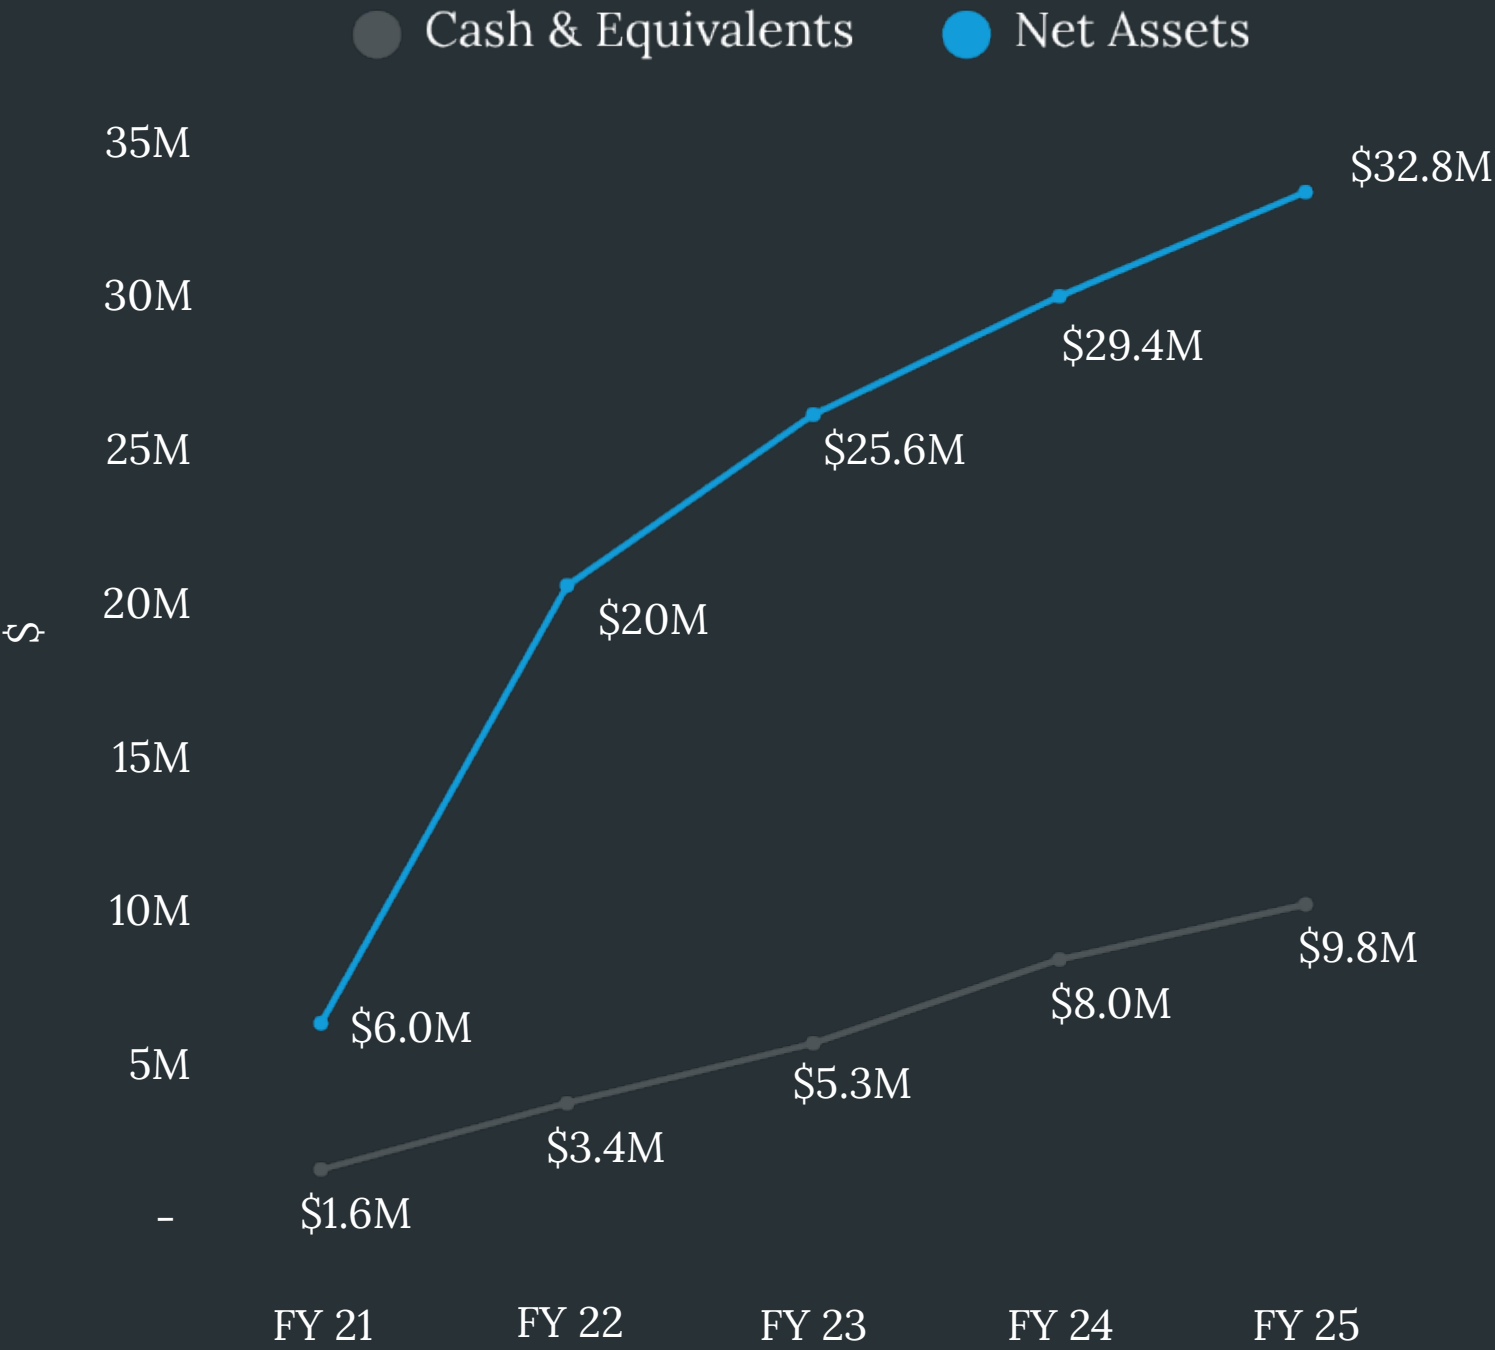 Cash & Equivalents Net Assets
35M
$32.8M
30M
$29.4M
25M
$25.6M
20M
$20M
$
15M
10M
$9.8M
$8.0M
$6.0M
5M
$5.3M
$3.4M
$1.6M
-
FY 21 FY 22 FY 23 FY 24 FY 25